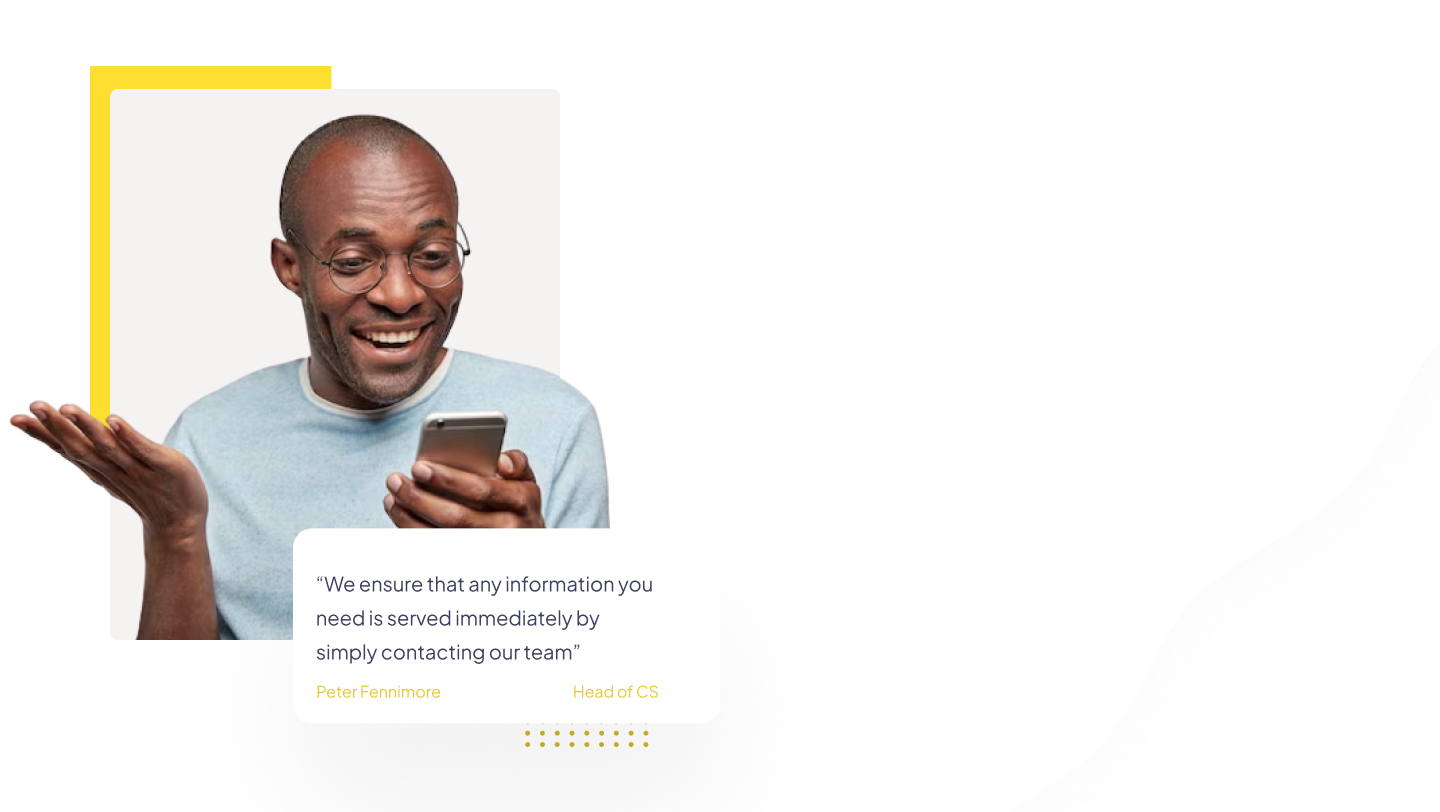 “We ensure that any information you
need is served immediately by
simply contacting our team”
Peter Fennimore Head of CS